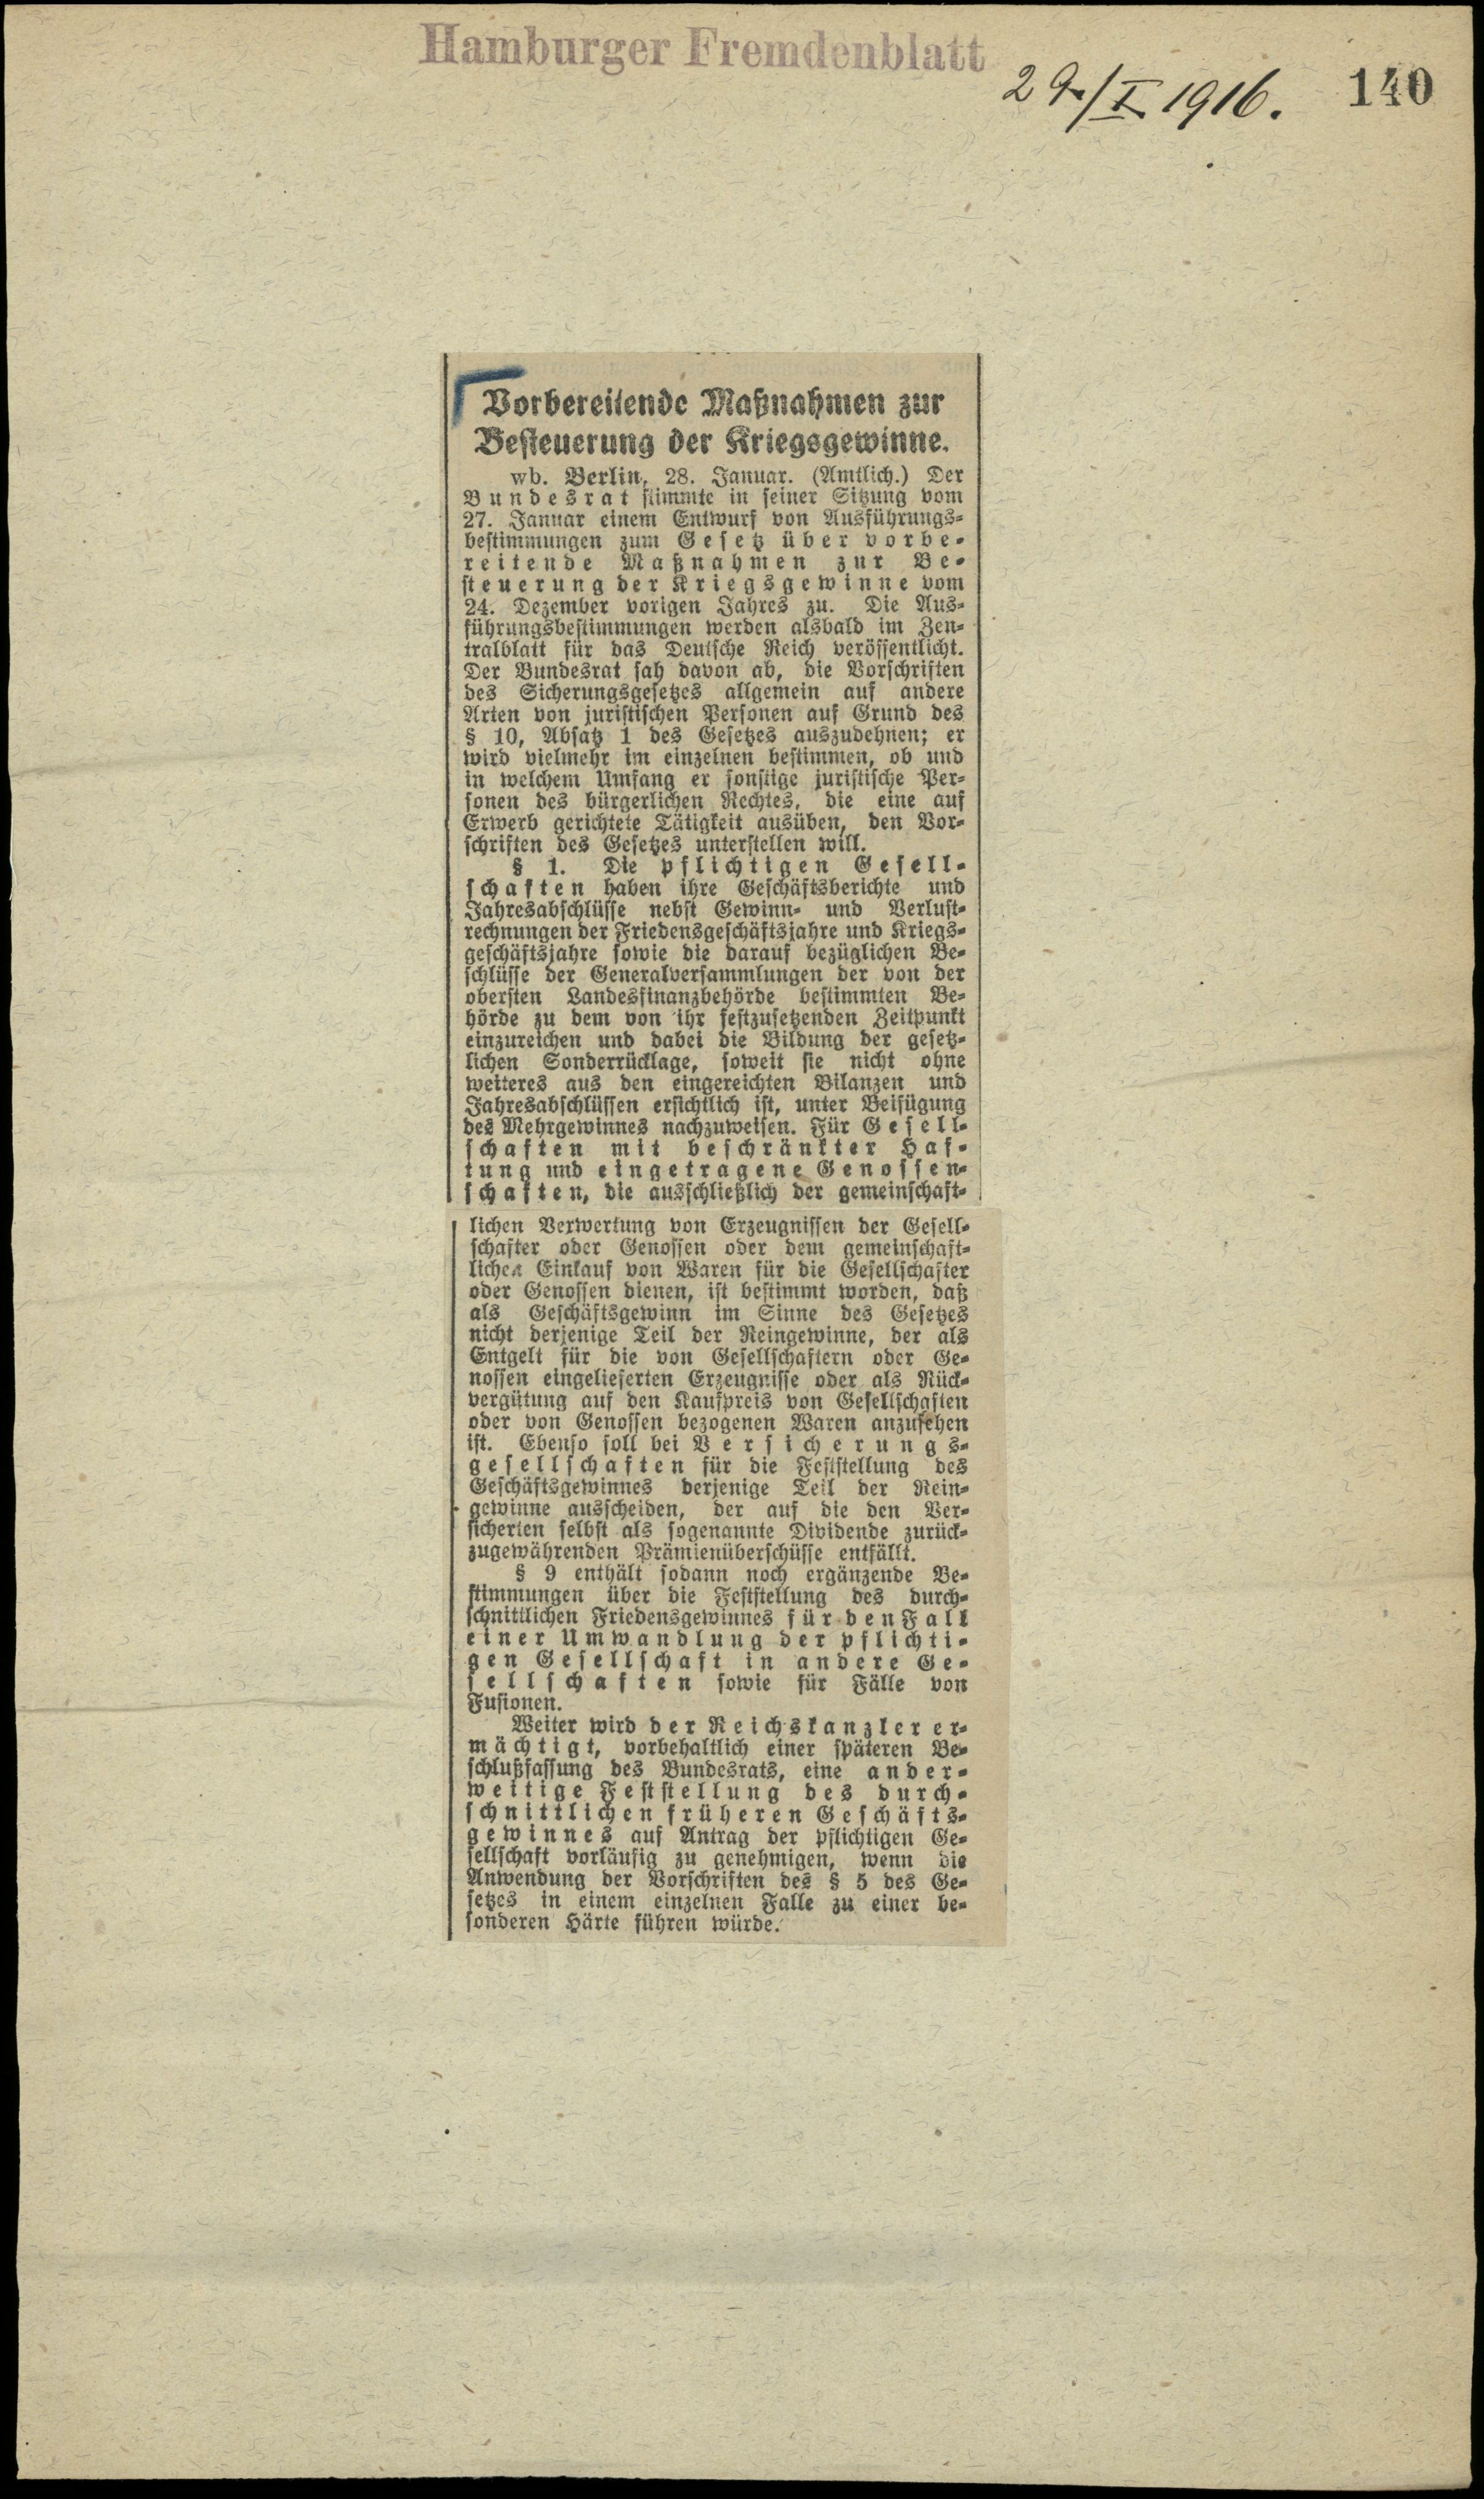 Hamburger Fremdenblatt
29./I. 1916.
140
Vorbereitende Maßnahmen zur
Besteuerung der Kriegsgewinne.
wb. Berlin, 28. Januar. (Amtlich.) Der
Bundesrat stimmte in seiner Sitzung vom
27. Januar einem Entwurf von Ausführungs-
bestimmungen zum Gesetz über vorbe-
reitende Maßnahmen zur Be-
steuerung der Kriegsgewinne vom
24. Dezember vorigen Jahres zu. Die Aus-
führungsbestimmungen werden alsbald im Zen-
tralblatt für das Deutsche Reich veröffentlicht.
Der Bundesrat sah davon ab, die Vorschriften
des Sicherungsgesetzes allgemein auf andere
Arten von juristischen Personen auf Grund des
§ 10, Absatz 1 des Gesetzes auszudehnen; er
wird vielmehr im einzelnen bestimmen, ob und
in welchem Umfang er sonstige juristische Per-
sonen des bürgerlichen Rechtes, die eine auf
Erwerb gerichtete Tätigkeit ausüben, den Vor-
schriften des Gesetzes unterstellen will.
§ 1. Die pflichtigen Gesell-
schaften haben ihre Geschäftsberichte und
Jahresabschlüsse nebst Gewinn- und Verlust-
rechnungen der Friedensgeschäftsjahre und Kriegs-
geschäftsjahre sowie die darauf bezüglichen Be-
schlüsse der Generalversammlungen der von der
obersten Landesfinanzbehörde bestimmten Be-
hörde zu dem von ihr festzusetzenden Zeitpunkt
einzureichen und dabei die Bildung der gesetz-
lichen Sonderrücklage, soweit sie nicht ohne
weiteres aus den eingereichten Bilanzen und
Jahresabschlüssen ersichtlich ist, unter Beifügung
des Mehrgewinnes nachzuweisen. Für Gesell-
schaften mit beschränkter Haf-
tung und eingetragene Genossen-
schaften, die ausschließlich der gemeinschaft-
lichen Verwertung von Erzeugnissen der Gesell-
schafter oder Genossen oder dem gemeinschaft-
lichen Einkauf von Waren für die Gesellschafter
oder Genossen dienen, ist bestimmt worden, daß
als Geschäftsgewinn im Sinne des Gesetzes
nicht derjenige Teil der Reingewinne, der als
Entgelt für die von Gesellschaftern oder Ge-
nossen eingelieferten Erzeugnisse oder als Rück-
vergütung auf den Kaufpreis von Gesellschaften
oder von Genossen bezogenen Waren anzusehen
ist. Ebenso soll bei Versicherungs-
gesellschaften für die Feststellung des
Geschäftsgewinnes derjenige Teil der Rein-
gewinne ausscheiden, der auf die den Ver-
sicherten selbst als sogenannte Dividende zurück-
zugewährenden Prämienüberschüsse entfällt.
§ 9 enthält sodann noch ergänzende Be-
stimmungen über die Feststellung des durch-
schnittlichen Friedensgewinnes für den Fall
einer Umwandlung der pflichti-
gen Gesellschaft in andere Ge-
sellschaften sowie für Fälle von
Fusionen.
Weiter wird der Reichskanzler er-
mächtigt, vorbehaltlich einer späteren Be-
schlußfassung des Bundesrats, eine ander-
weitige Feststellung des durch-
schnittlichen früheren Geschäfts-
gewinnes auf Antrag der pflichtigen Ge-
sellschaft vorläufig zu genehmigen, wenn die
Anwendung der Vorschriften des § 5 des Ge-
setzes in einem einzelnen Falle zu einer be-
sonderen Härte führen würde.